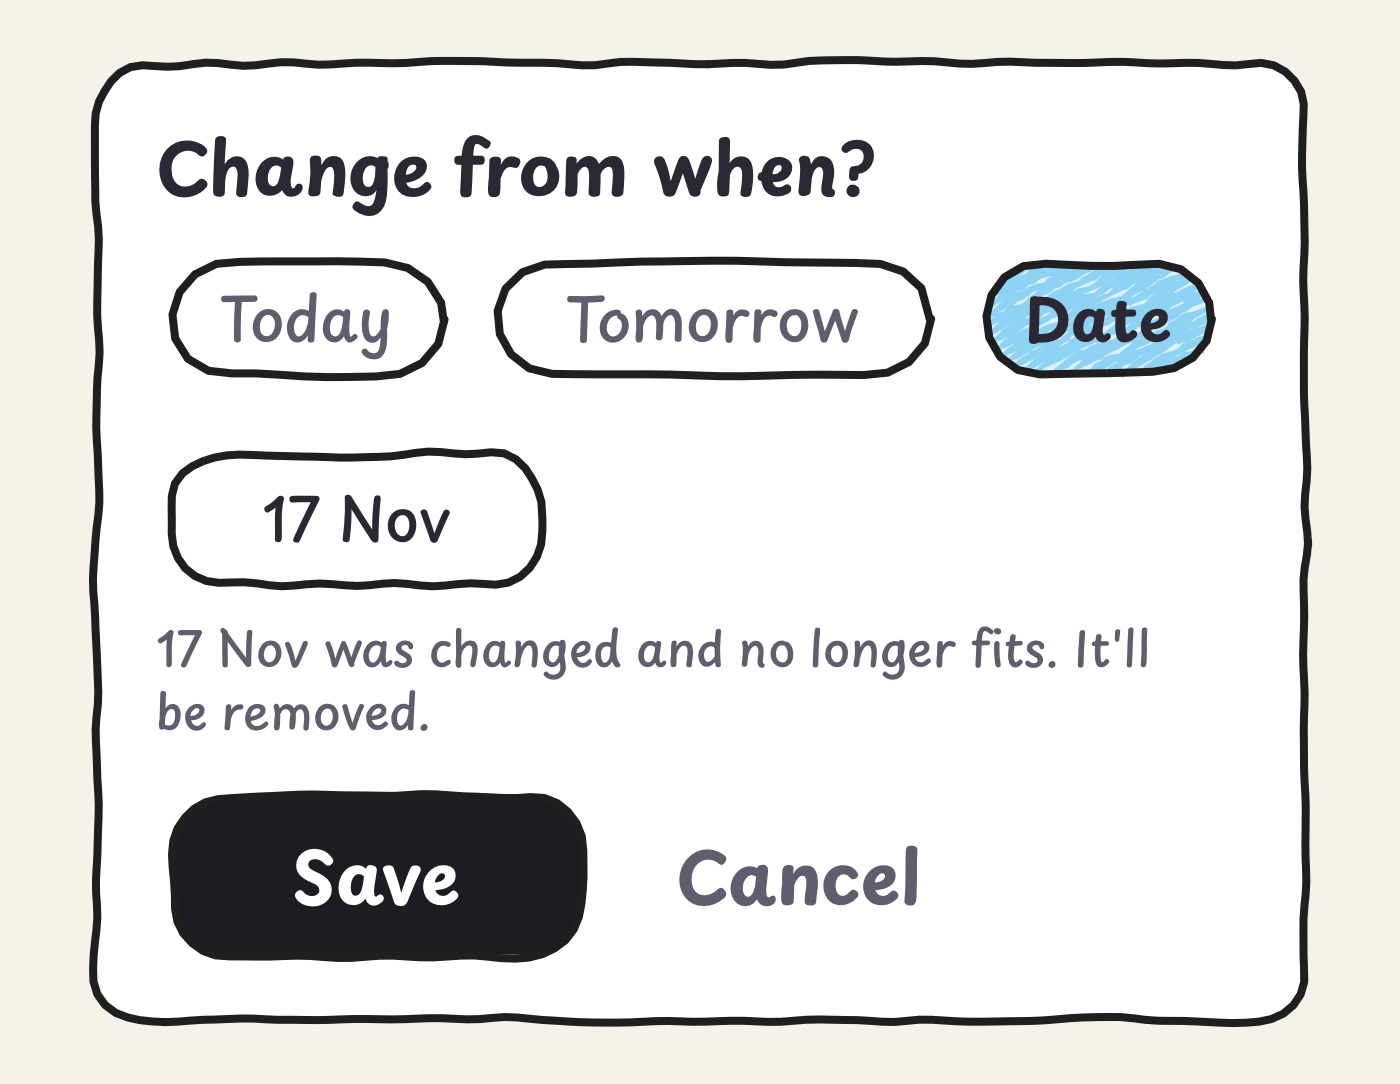 Change from when?
Today Tomorrow Date
17 Nov
17 Nov was changed and no longer fits. It'll
be removed.
Save Cancel